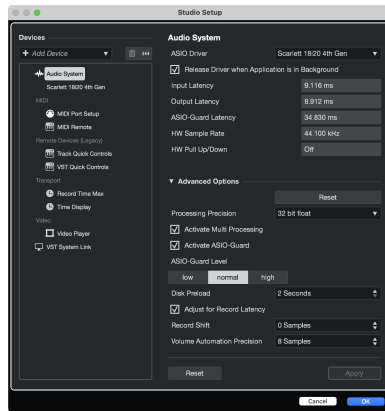 Studio Setup
Devices
+ Add Device
Audio System
Scarlett 18i20 4th Gen
MIDI
MIDI Port Setup
MIDI Remote
Remote Devices (Legacy)
Track Quick Controls
VST Quick Controls
Transport
Record Time Max
Time Display
Video
Video Player
VST System Link
Audio System
ASIO Driver Scarlett 18i20 4th Gen
Release Driver when Application is in Background
Input Latency 9.116 ms
Output Latency 8.912 ms
ASIO-Guard Latency 34.830 ms
HW Sample Rate 44.100 kHz
HW Pull Up/Down Off
Advanced Options
Reset
Processing Precision 32 bit float
Activate Multi Processing
Activate ASIO-Guard
ASIO-Guard Level
low normal high
Disk Preload 2 Seconds
Adjust for Record Latency
Record Shift 0 Samples
Volume Automation Precision 8 Samples
Reset Apply
Cancel OK